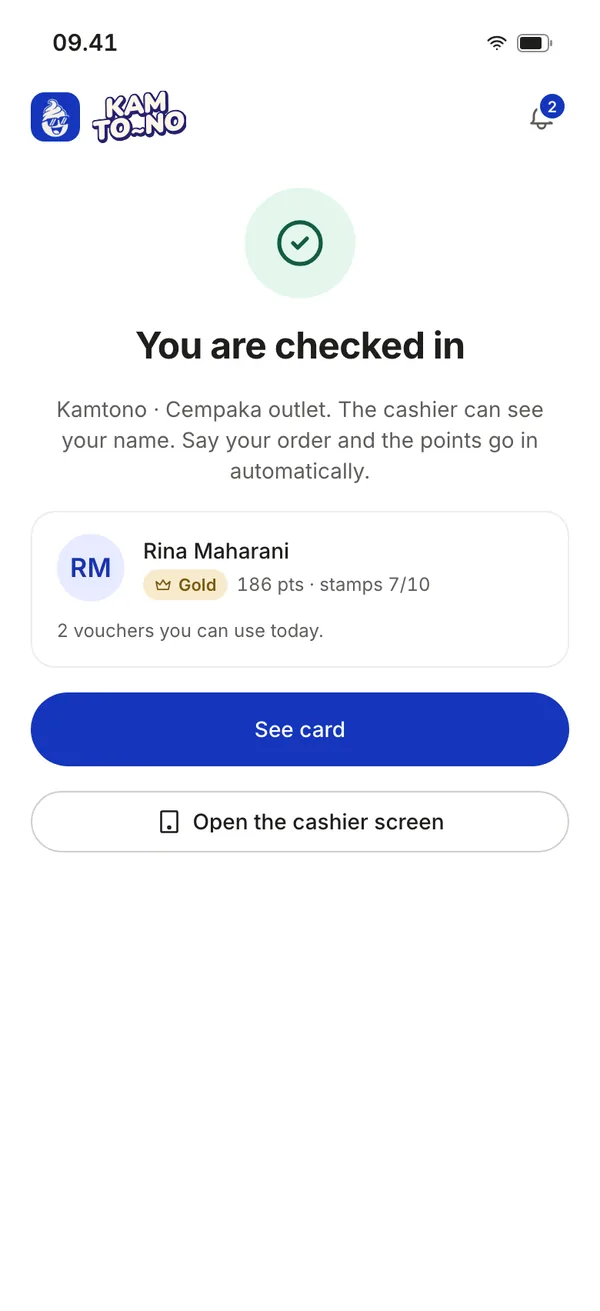 09.41
KAM
TO~NO
2
You are checked in
Kamtono · Cempaka outlet. The cashier can see
your name. Say your order and the points go in
automatically.
RM
Rina Maharani
Gold 186 pts · stamps 7/10
2 vouchers you can use today.
See card
Open the cashier screen